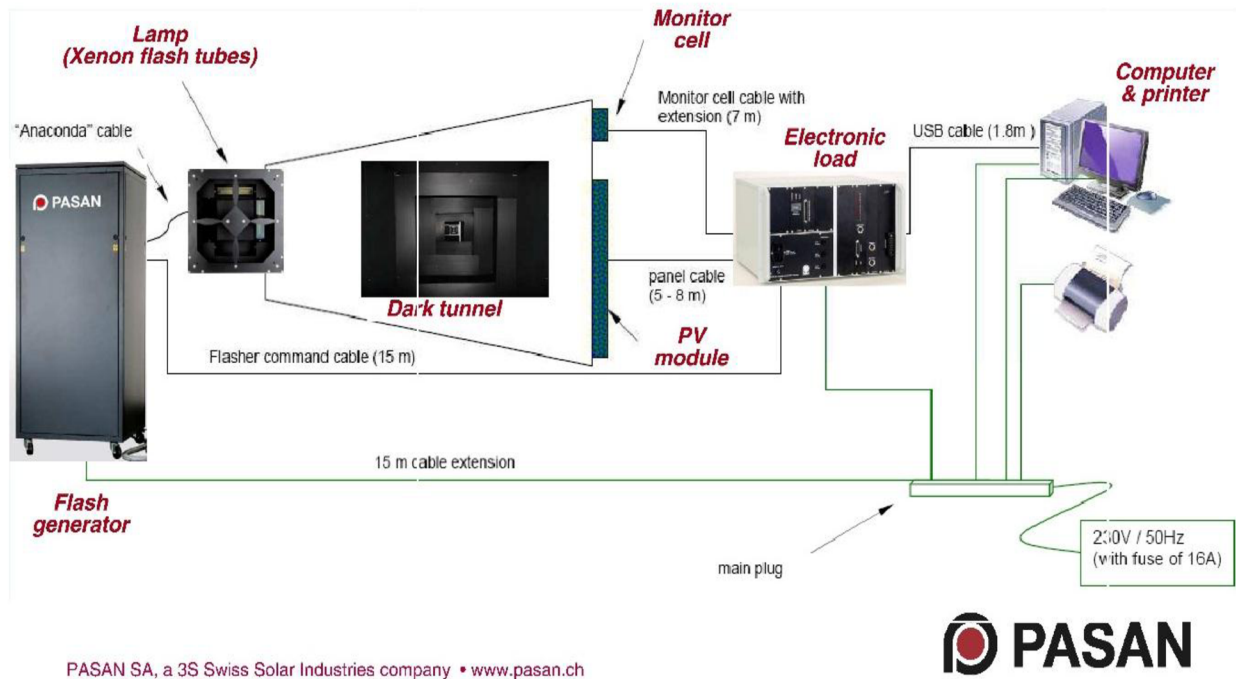 Lamp
(Xenon flash tubes)
Monitor
cell
Computer
& printer
"Anaconda" cable
Monitor cell cable with
extension (7 m)
Electronic
load
USB cable (1.8m )
PASAN
Dark tunnel
panel cable
(5 - 8 m)
PV
module
Flasher command cable (15 m)
15 m cable extension
Flash
generator
main plug
230V / 50Hz
(with fuse of 16A)
PASAN
PASAN SA, a 3S Swiss Solar Industries company • www.pasan.ch